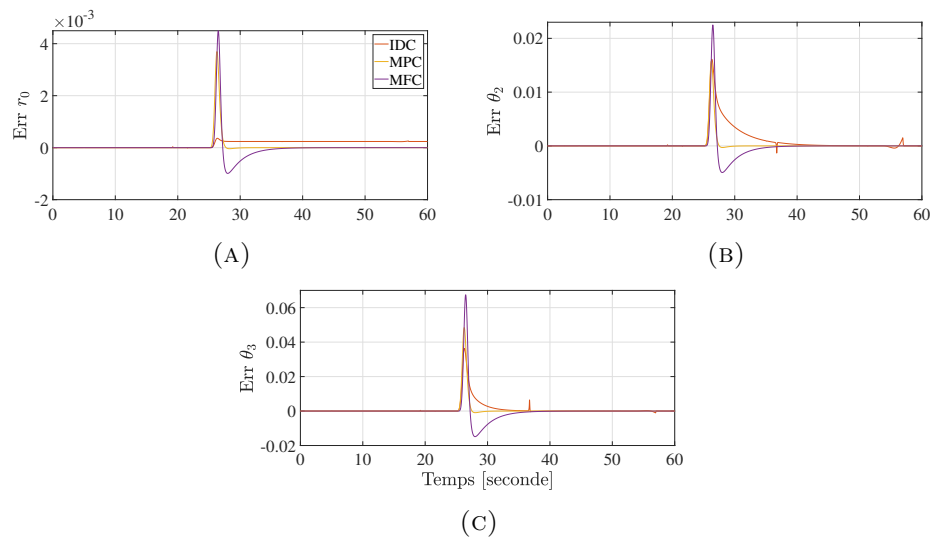 ×10⁻³
4
2
0
-2
Err r₀
IDC
MPC
MFC
0 10 20 30 40 50 60
(A)
0.02
0.01
0
-0.01
Err θ₂
0 10 20 30 40 50 60
(B)
0.06
0.04
0.02
0
-0.02
Err θ₃
0 10 20 30 40 50 60
Temps [seconde]
(C)